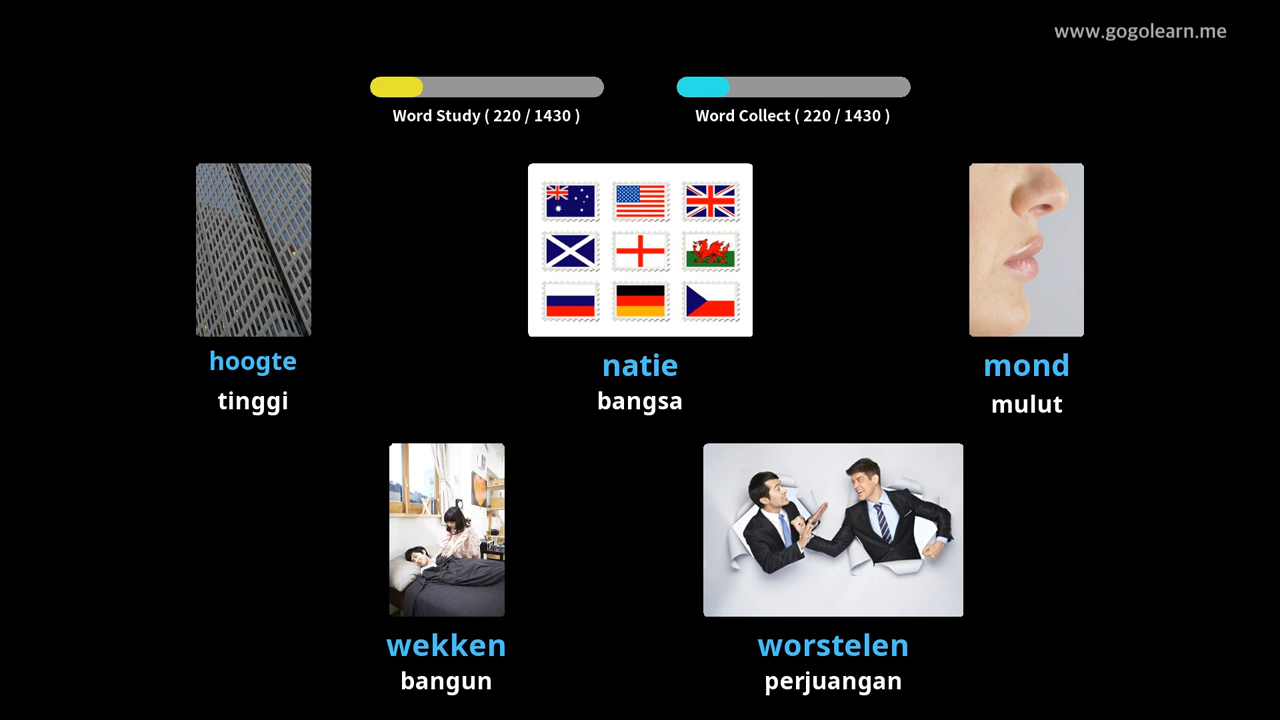 www.gogolearn.me
Word Study ( 220 / 1430 )
Word Collect ( 220 / 1430 )
hoogte
tinggi
natie
bangsa
mond
mulut
wekken
bangun
worstelen
perjuangan